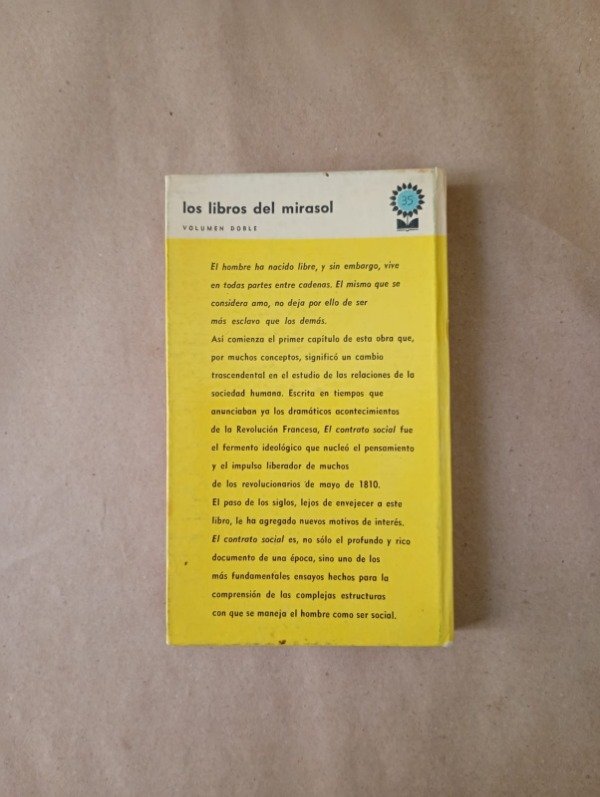 los libros del mirasol
VOLUMEN DOBLE
35
El hombre ha nacido libre, y sin embargo, vive
en todas partes entre cadenas. El mismo que se
considera amo, no deja por ello de ser
más esclavo que los demás.
Así comienza el primer capítulo de esta obra que,
por muchos conceptos, significó un cambio
trascendental en el estudio de las relaciones de la
sociedad humana. Escrita en tiempos que
anunciaban ya los dramáticos acontecimientos
de la Revolución Francesa, El contrato social fue
el fermento ideológico que nucleó el pensamiento
y el impulso liberador de muchos
de los revolucionarios de mayo de 1810.
El paso de los siglos, lejos de envejecer a este
libro, le ha agregado nuevos motivos de interés.
El contrato social es, no sólo el profundo y rico
documento de una época, sino uno de los
más fundamentales ensayos hechos para la
comprensión de las complejas estructuras
con que se maneja el hombre como ser social.